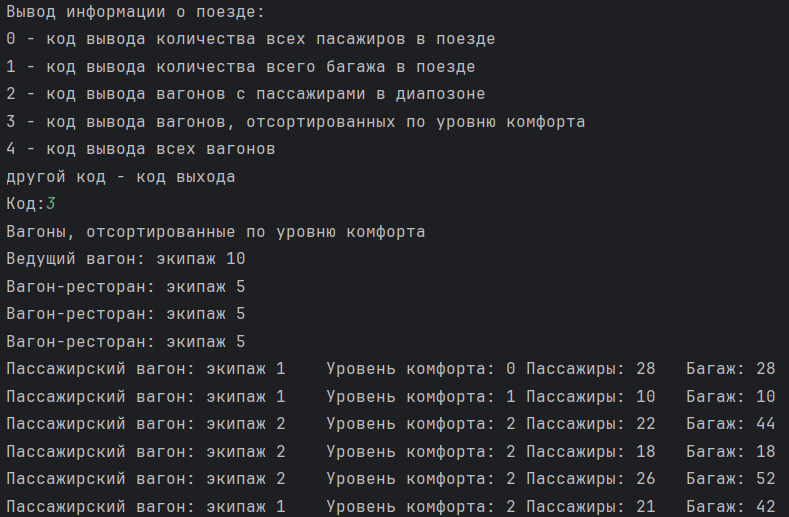 Вывод информации о поезде:
0 - код вывода количества всех пасажиров в поезде
1 - код вывода количества всего багажа в поезде
2 - код вывода вагонов с пассажирами в диапозоне
3 - код вывода вагонов, отсортированных по уровню комфорта
4 - код вывода всех вагонов
другой код - код выхода
Код:3
Вагоны, отсортированные по уровню комфорта
Ведущий вагон: экипаж 10
Вагон-ресторан: экипаж 5
Вагон-ресторан: экипаж 5
Вагон-ресторан: экипаж 5
Пассажирский вагон: экипаж 1    Уровень комфорта: 0 Пассажиры: 28   Багаж: 28
Пассажирский вагон: экипаж 1    Уровень комфорта: 1 Пассажиры: 10   Багаж: 10
Пассажирский вагон: экипаж 2    Уровень комфорта: 2 Пассажиры: 22   Багаж: 44
Пассажирский вагон: экипаж 2    Уровень комфорта: 2 Пассажиры: 18   Багаж: 18
Пассажирский вагон: экипаж 2    Уровень комфорта: 2 Пассажиры: 26   Багаж: 52
Пассажирский вагон: экипаж 1    Уровень комфорта: 2 Пассажиры: 21   Багаж: 42